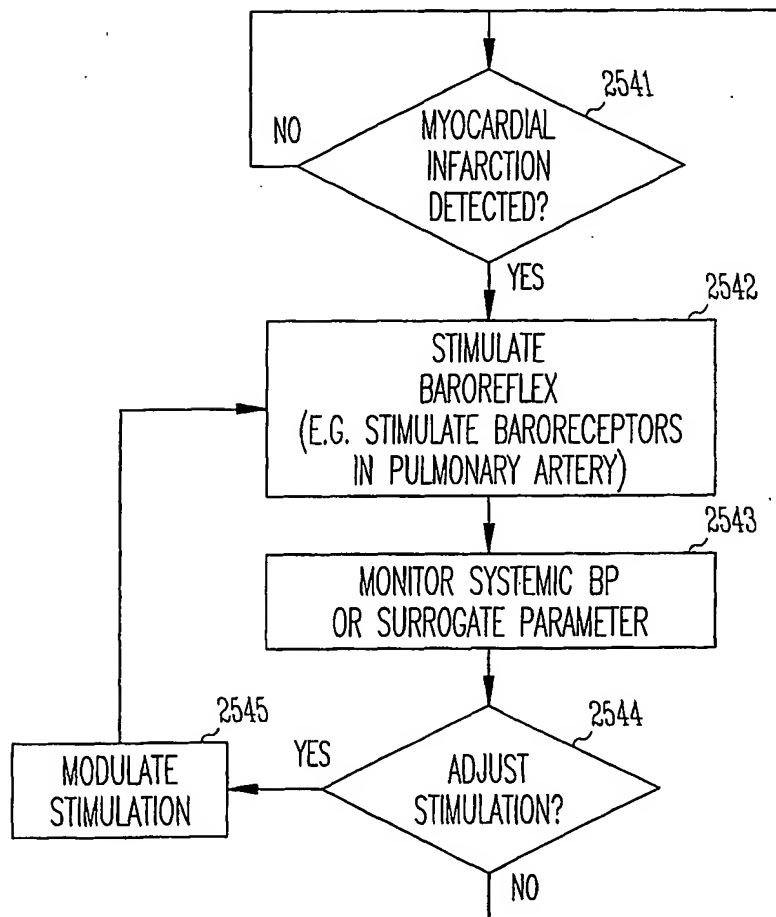 2541
NO
MYOCARDIAL
INFARCTION
DETECTED?
YES
2542
STIMULATE
BAROREFLEX
(E.G. STIMULATE BARORECEPTORS
IN PULMONARY ARTERY)
2543
MONITOR SYSTEMIC BP
OR SURROGATE PARAMETER
2544
2545
YES
MODULATE
STIMULATION
ADJUST
STIMULATION?
NO